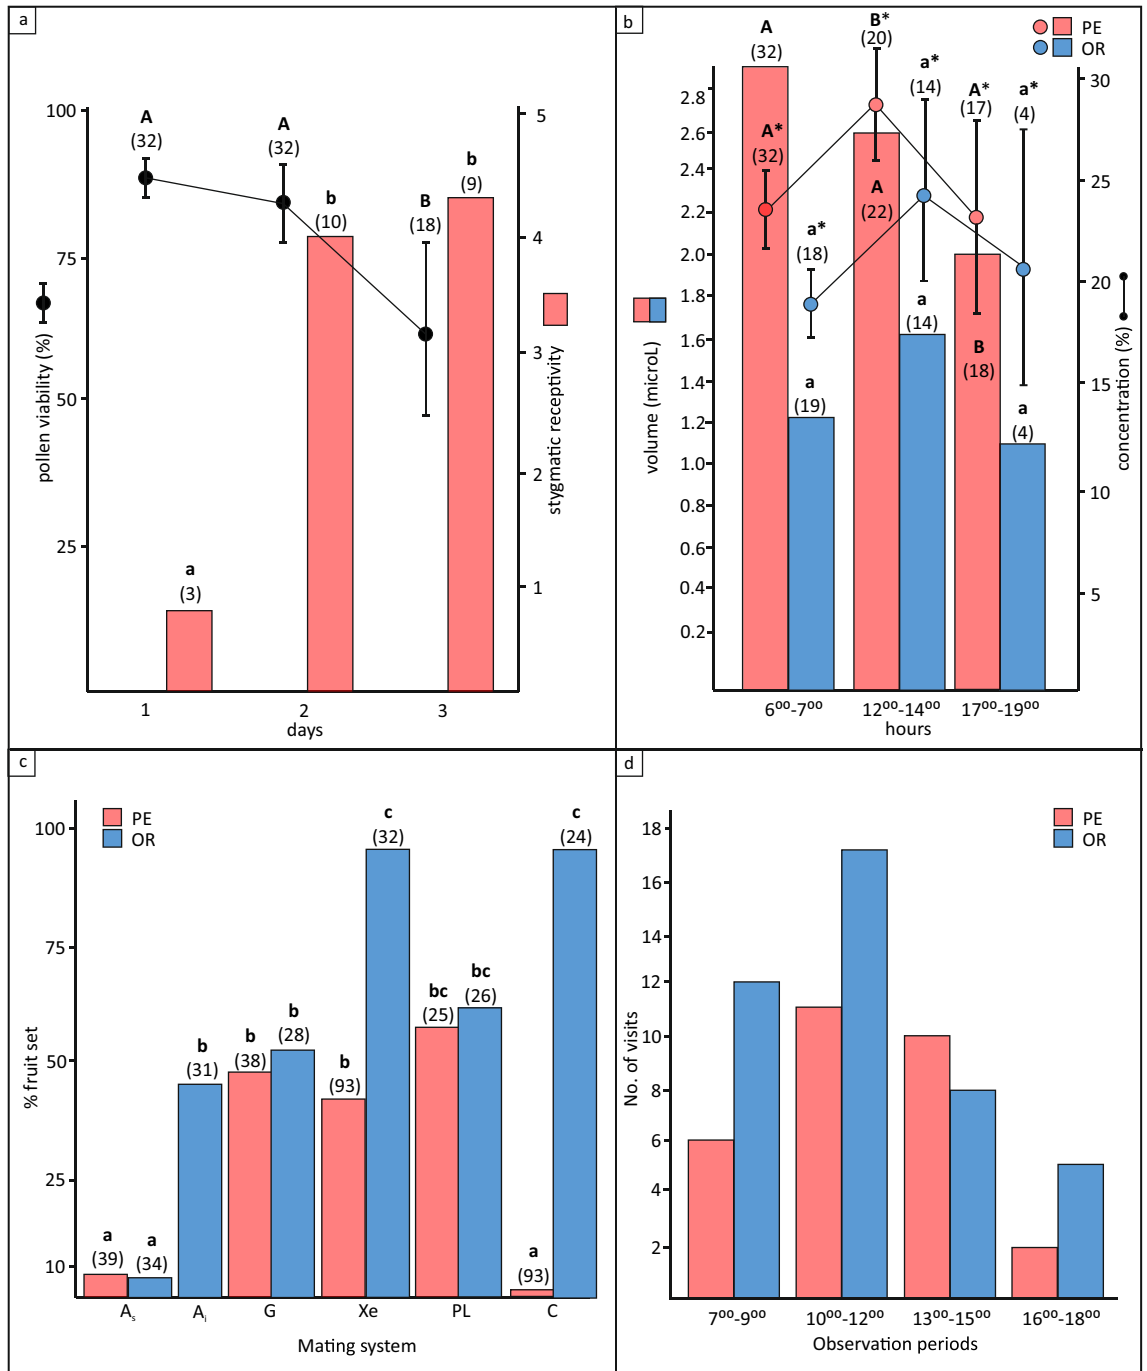 a
100
75
50
25
pollen viability (%)
A
(32)
A
(32)
B
(18)
a
(3)
b
(10)
b
(9)
5
4
3
2
1
stygmatic receptivity
1 2 3
days
b
PE
OR
2.8
2.6
2.4
2.2
2.0
1.8
1.6
1.4
1.2
1.0
0.8
0.6
0.4
0.2
volume (microL)
A
(32)
A*
(32)
a*
(18)
a
(19)
B*
(20)
A
(22)
a*
(14)
a
(14)
A*
(17)
B
(18)
a*
(4)
a
(4)
30
25
20
15
10
5
concentration (%)
6⁰⁰-7⁰⁰ 12⁰⁰-14⁰⁰ 17⁰⁰-19⁰⁰
hours
c
PE
OR
100
75
50
25
10
% fruit set
a
(39)
a
(34)
b
(31)
b
(38)
b
(28)
b
(93)
c
(32)
bc
(25)
bc
(26)
a
(93)
c
(24)
Aₛ Aᵢ G Xe PL C
Mating system
d
PE
OR
18
16
14
12
10
8
6
4
2
No. of visits
7⁰⁰-9⁰⁰ 10⁰⁰-12⁰⁰ 13⁰⁰-15⁰⁰ 16⁰⁰-18⁰⁰
Observation periods